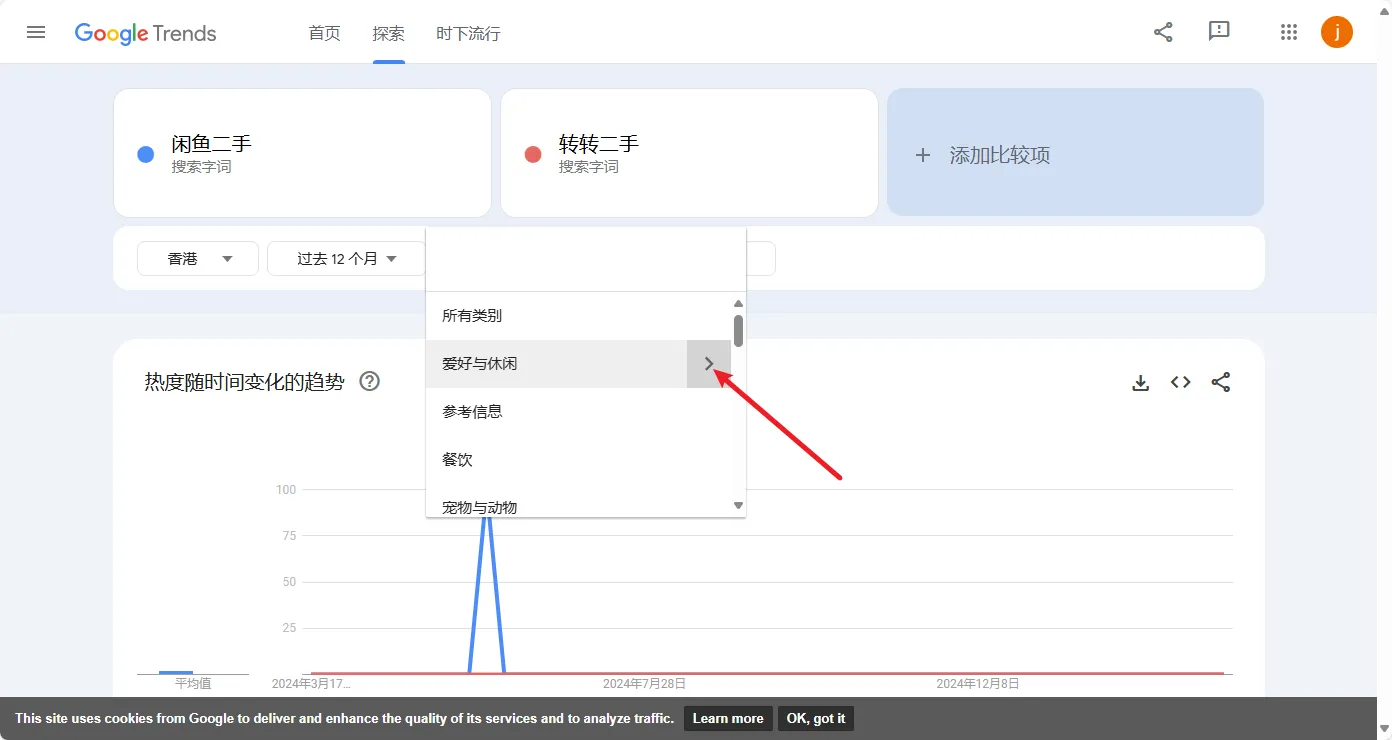 Google Trends
首页
探索
时下流行
j
闲鱼二手
搜索字词
转转二手
搜索字词
+ 添加比较项
香港
过去 12 个月
所有类别
爱好与休闲
参考信息
餐饮
宠物与动物
热度随时间变化的趋势
100
75
50
25
平均值
2024年3月17...
2024年7月28日
2024年12月8日
This site uses cookies from Google to deliver and enhance the quality of its services and to analyze traffic.
Learn more
OK, got it